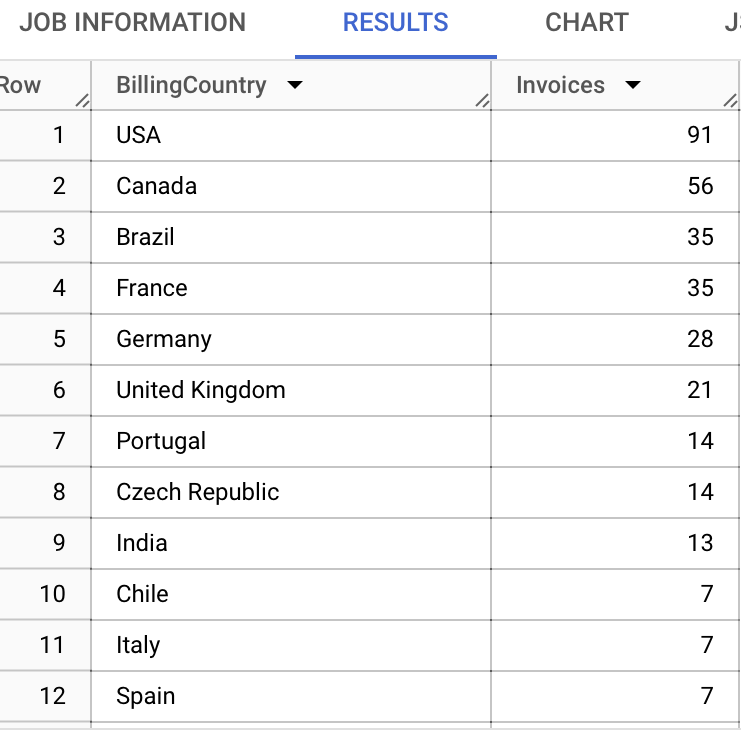 JOB INFORMATION RESULTS CHART
Row BillingCountry Invoices
1 USA 91
2 Canada 56
3 Brazil 35
4 France 35
5 Germany 28
6 United Kingdom 21
7 Portugal 14
8 Czech Republic 14
9 India 13
10 Chile 7
11 Italy 7
12 Spain 7